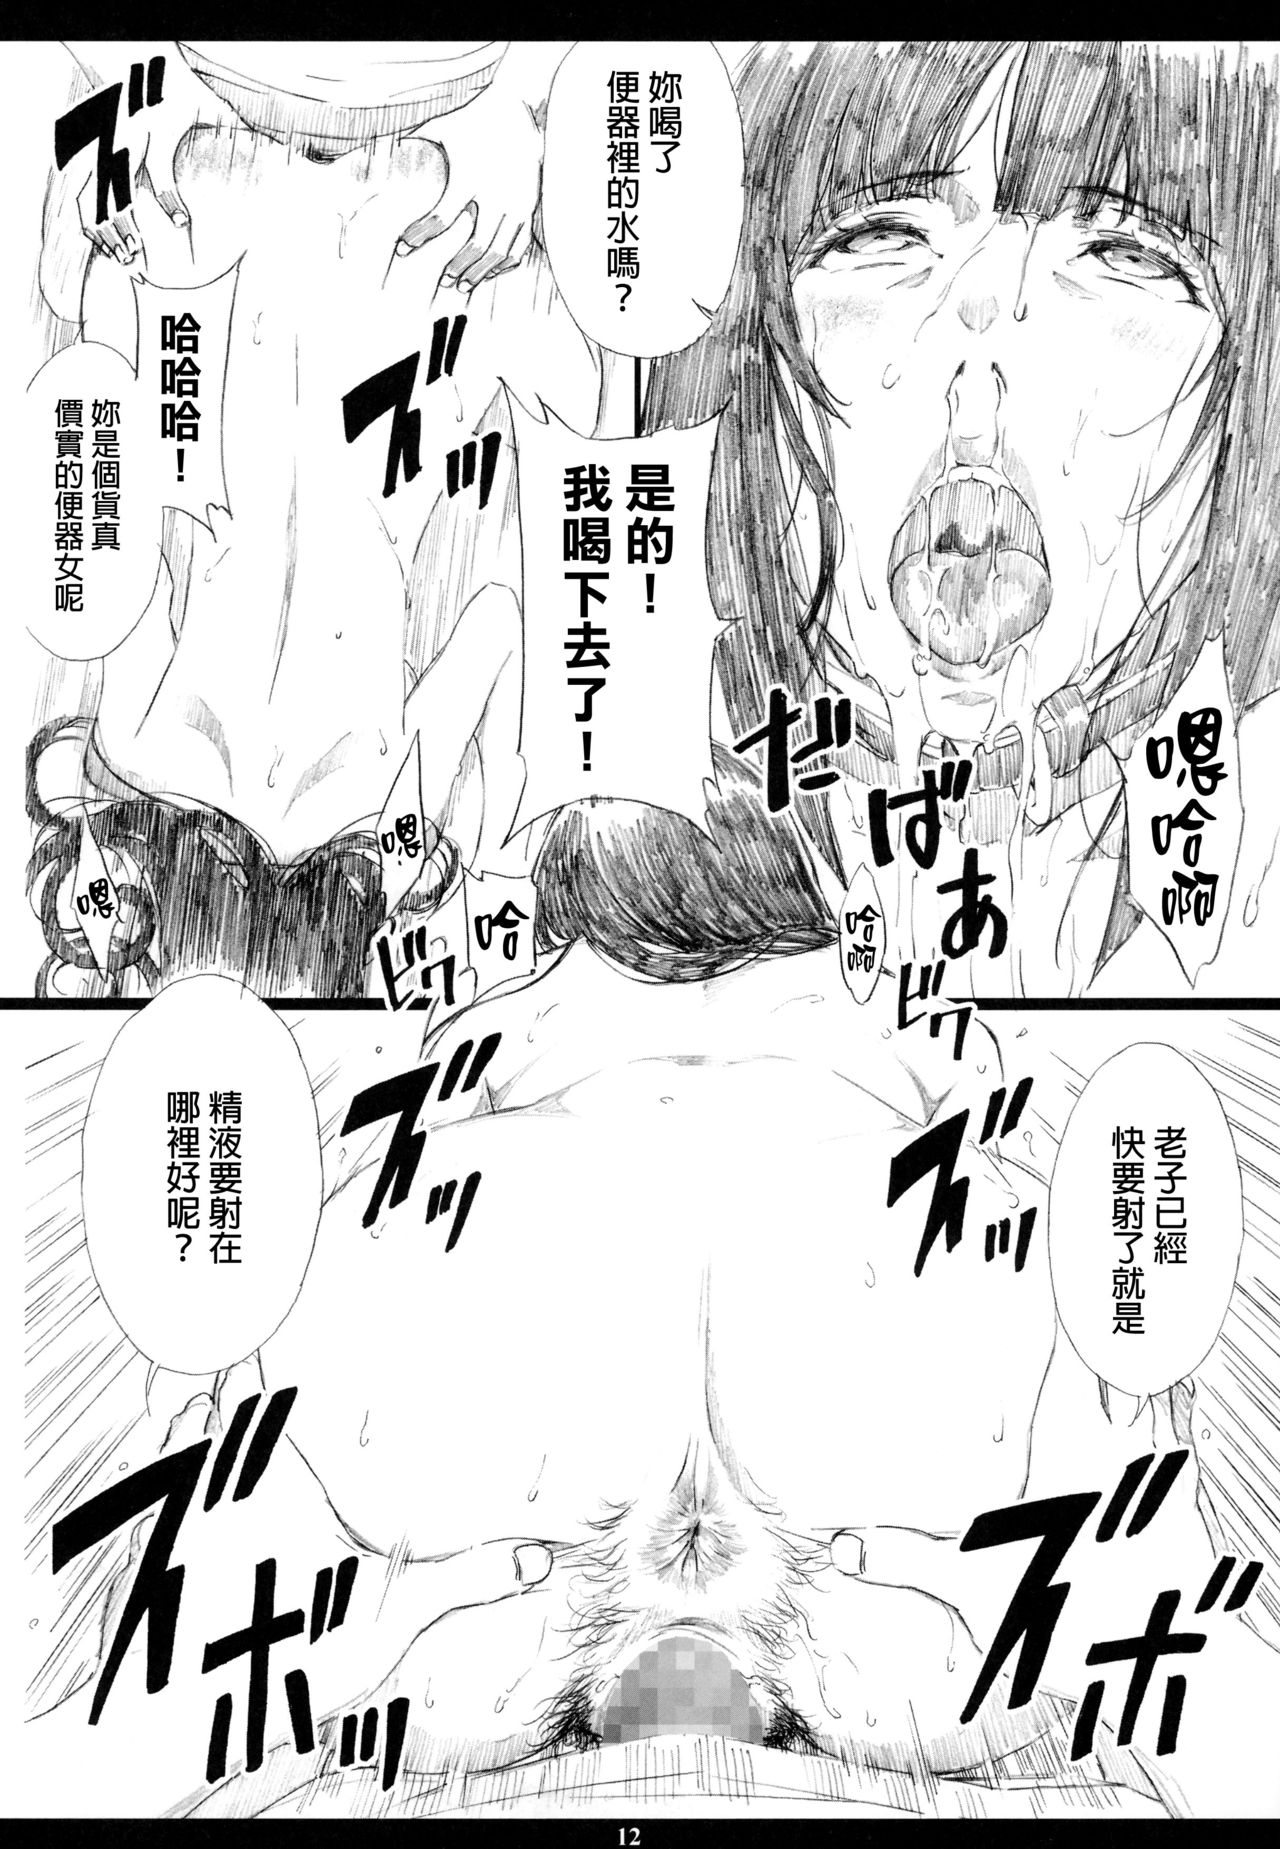 妳喝了
便器裡的水嗎？
嗯哈啊
だばあ
是的！
我喝下去了！
哈啊
ビク
ズッ
ズッ
哈哈哈！
妳是個貨真
價實的便器女呢
哈
嗯
嗯
ビク
老子已經
快要射了就是
ズッ
ズッ
精液要射在
哪裡好呢？
ズボッ
ズボッ
12